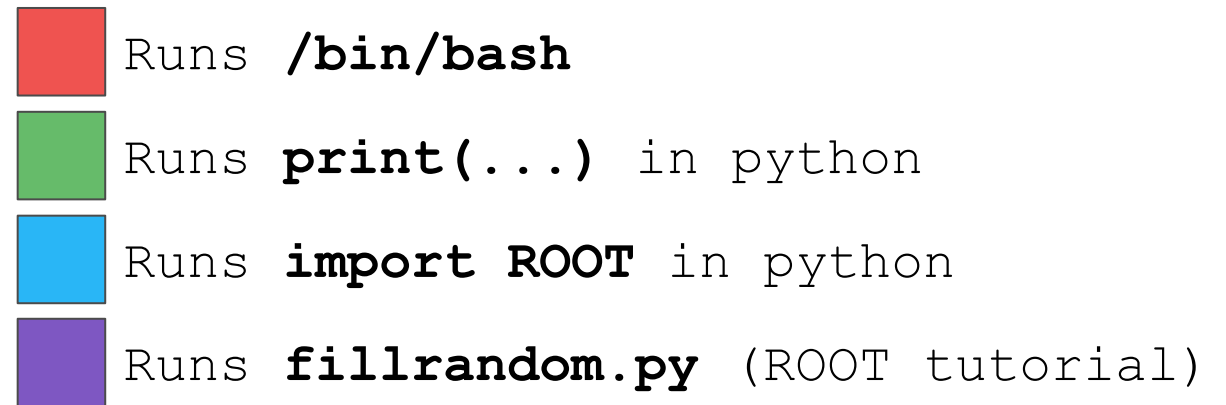 Runs /bin/bash
Runs print(...) in python
Runs import ROOT in python
Runs fillrandom.py (ROOT tutorial)